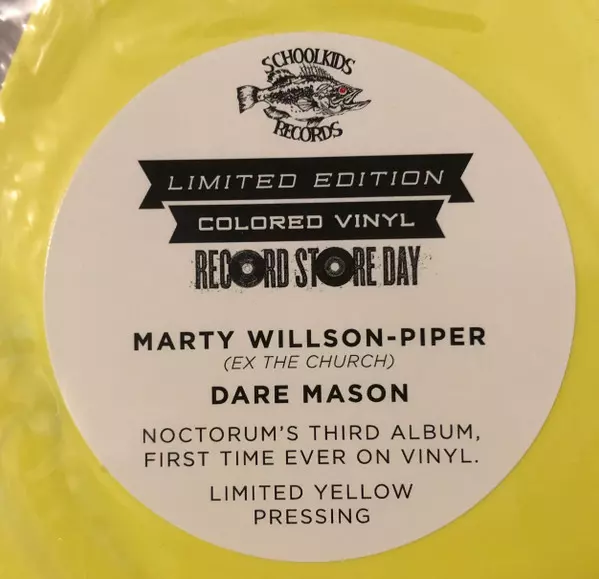 SCHOOLKIDS
RECORDS
LIMITED EDITION
COLORED VINYL
RECORD STORE DAY
MARTY WILLSON-PIPER
(EX THE CHURCH)
DARE MASON
NOCTORUM'S THIRD ALBUM,
FIRST TIME EVER ON VINYL.
LIMITED YELLOW
PRESSING